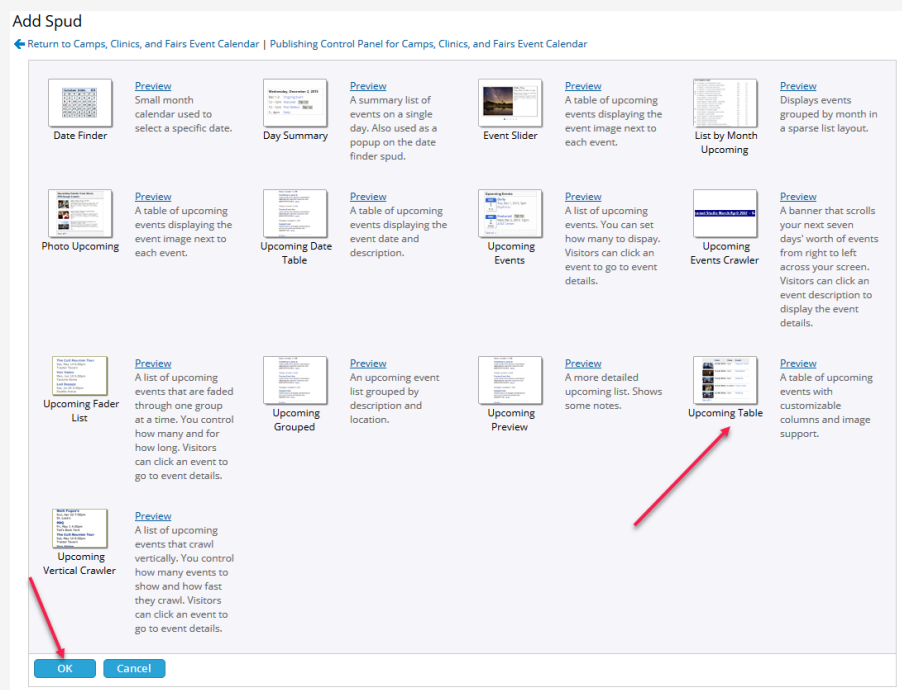 Add Spud
Return to Camps, Clinics, and Fairs Event Calendar | Publishing Control Panel for Camps, Clinics, and Fairs Event Calendar
Date Finder
Preview
Small month
calendar used to
select a specific date.
Day Summary
Preview
A summary list of
events on a single
day. Also used as a
popup on the date
finder spud.
Event Slider
Preview
A table of upcoming
events displaying the
event image next to
each event.
List by Month
Upcoming
Preview
Displays events
grouped by month in
a sparse list layout.
Photo Upcoming
Preview
A table of upcoming
events displaying the
event image next to
each event.
Upcoming Date
Table
Preview
A table of upcoming
events displaying the
event date and
description.
Upcoming
Events
Preview
A list of upcoming
events. You can set
how many to dispay.
Visitors can click an
event to go to event
details.
Upcoming
Events Crawler
Preview
A banner that scrolls
your next seven
days' worth of events
from right to left
across your screen.
Visitors can click an
event description to
display the event
details.
Upcoming Fader
List
Preview
A list of upcoming
events that are faded
through one group
at a time. You control
how many and for
how long. Visitors
can click an event to
go to event details.
Upcoming
Grouped
Preview
An upcoming event
list grouped by
description and
location.
Upcoming
Preview
Preview
A more detailed
upcoming list. Shows
some notes.
Upcoming Table
Preview
A table of upcoming
events with
customizable
columns and image
support.
Upcoming
Vertical Crawler
Preview
A list of upcoming
events that crawl
vertically. You control
how many events to
show and how fast
they crawl. Visitors
can click an event to
go to event details.
OK
Cancel